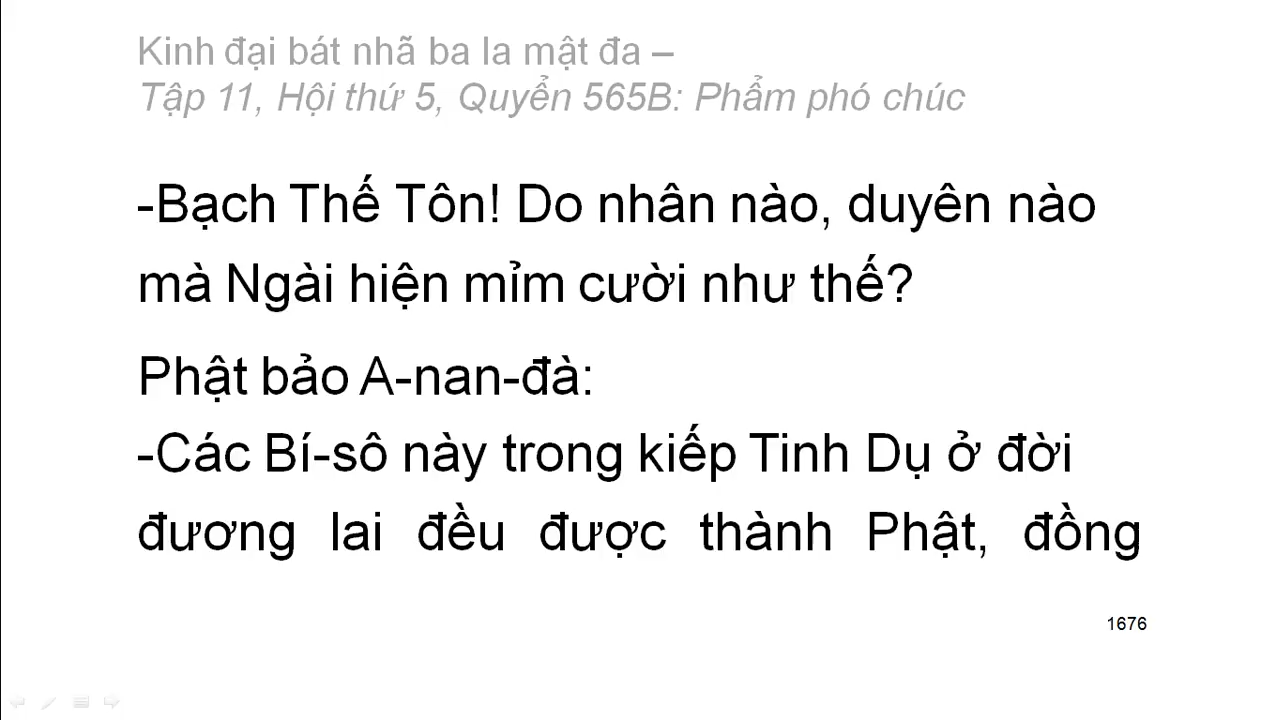 Kinh đại bát nhã ba la mật đa –
Tập 11, Hội thứ 5, Quyển 565B: Phẩm phó chúc
-Bạch Thế Tôn! Do nhân nào, duyên nào
mà Ngài hiện mỉm cười như thế?
Phật bảo A-nan-đà:
-Các Bí-sô này trong kiếp Tinh Dụ ở đời
đương lai đều được thành Phật, đồng
1676